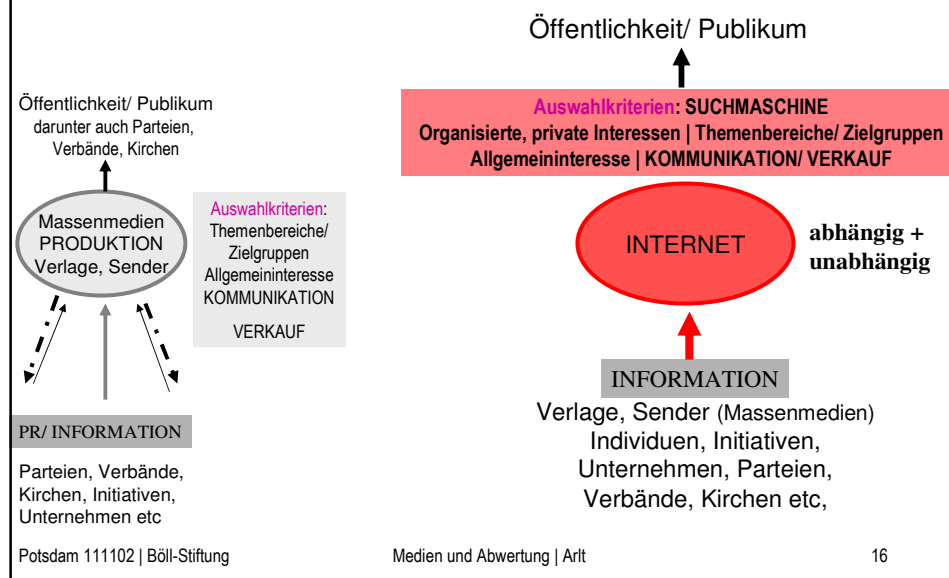 Öffentlichkeit/ Publikum
darunter auch Parteien,
Verbände, Kirchen
Massenmedien
PRODUKTION
Verlage, Sender
Auswahlkriterien:
Themenbereiche/
Zielgruppen
Allgemeininteresse
KOMMUNIKATION
VERKAUF
PR/ INFORMATION
Parteien, Verbände,
Kirchen, Initiativen,
Unternehmen etc
Öffentlichkeit/ Publikum
Auswahlkriterien: SUCHMASCHINE
Organisierte, private Interessen | Themenbereiche/ Zielgruppen
Allgemeininteresse | KOMMUNIKATION/ VERKAUF
INTERNET
abhängig +
unabhängig
INFORMATION
Verlage, Sender (Massenmedien)
Individuen, Initiativen,
Unternehmen, Parteien,
Verbände, Kirchen etc,
Potsdam 111102 | Böll-Stiftung
Medien und Abwertung | Arlt
16